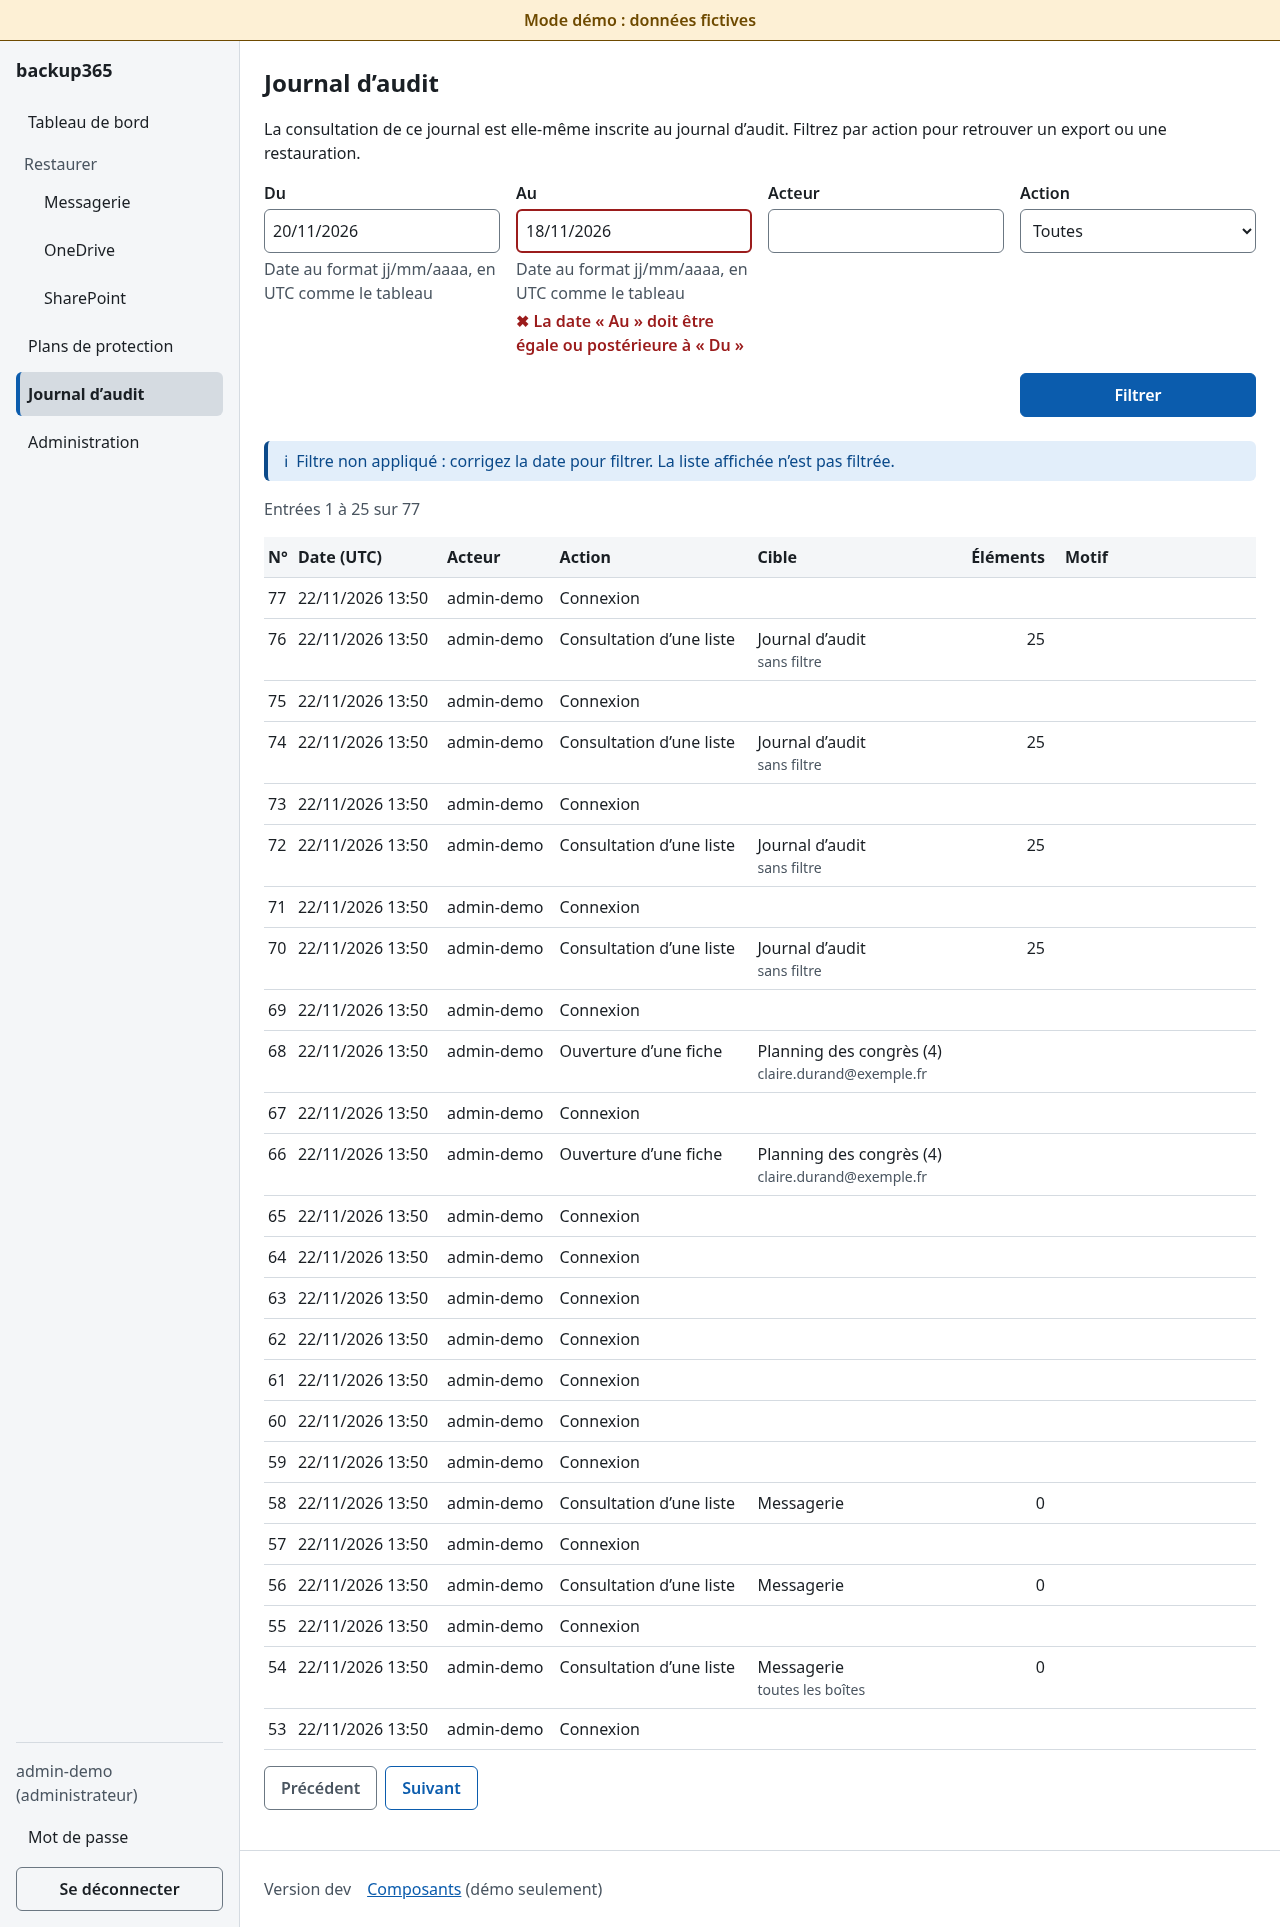 Mode démo : données fictives
backup365
Tableau de bord
Restaurer
Messagerie
OneDrive
SharePoint
Plans de protection
Journal d’audit
Administration
admin-demo
(administrateur)
Mot de passe
Se déconnecter
Journal d’audit
La consultation de ce journal est elle-même inscrite au journal d’audit. Filtrez par action pour retrouver un export ou une
restauration.
Du
Au
Acteur
Action
20/11/2026
18/11/2026
Toutes
Date au format jj/mm/aaaa, en
UTC comme le tableau
Date au format jj/mm/aaaa, en
UTC comme le tableau
✖ La date « Au » doit être
égale ou postérieure à « Du »
Filtrer
i Filtre non appliqué : corrigez la date pour filtrer. La liste affichée n’est pas filtrée.
Entrées 1 à 25 sur 77
N° Date (UTC) Acteur Action Cible Éléments Motif
77 22/11/2026 13:50 admin-demo Connexion
76 22/11/2026 13:50 admin-demo Consultation d’une liste Journal d’audit 25
sans filtre
75 22/11/2026 13:50 admin-demo Connexion
74 22/11/2026 13:50 admin-demo Consultation d’une liste Journal d’audit 25
sans filtre
73 22/11/2026 13:50 admin-demo Connexion
72 22/11/2026 13:50 admin-demo Consultation d’une liste Journal d’audit 25
sans filtre
71 22/11/2026 13:50 admin-demo Connexion
70 22/11/2026 13:50 admin-demo Consultation d’une liste Journal d’audit 25
sans filtre
69 22/11/2026 13:50 admin-demo Connexion
68 22/11/2026 13:50 admin-demo Ouverture d’une fiche Planning des congrès (4)
claire.durand@exemple.fr
67 22/11/2026 13:50 admin-demo Connexion
66 22/11/2026 13:50 admin-demo Ouverture d’une fiche Planning des congrès (4)
claire.durand@exemple.fr
65 22/11/2026 13:50 admin-demo Connexion
64 22/11/2026 13:50 admin-demo Connexion
63 22/11/2026 13:50 admin-demo Connexion
62 22/11/2026 13:50 admin-demo Connexion
61 22/11/2026 13:50 admin-demo Connexion
60 22/11/2026 13:50 admin-demo Connexion
59 22/11/2026 13:50 admin-demo Connexion
58 22/11/2026 13:50 admin-demo Consultation d’une liste Messagerie 0
57 22/11/2026 13:50 admin-demo Connexion
56 22/11/2026 13:50 admin-demo Consultation d’une liste Messagerie 0
55 22/11/2026 13:50 admin-demo Connexion
54 22/11/2026 13:50 admin-demo Consultation d’une liste Messagerie 0
toutes les boîtes
53 22/11/2026 13:50 admin-demo Connexion
Précédent
Suivant
Version dev Composants (démo seulement)